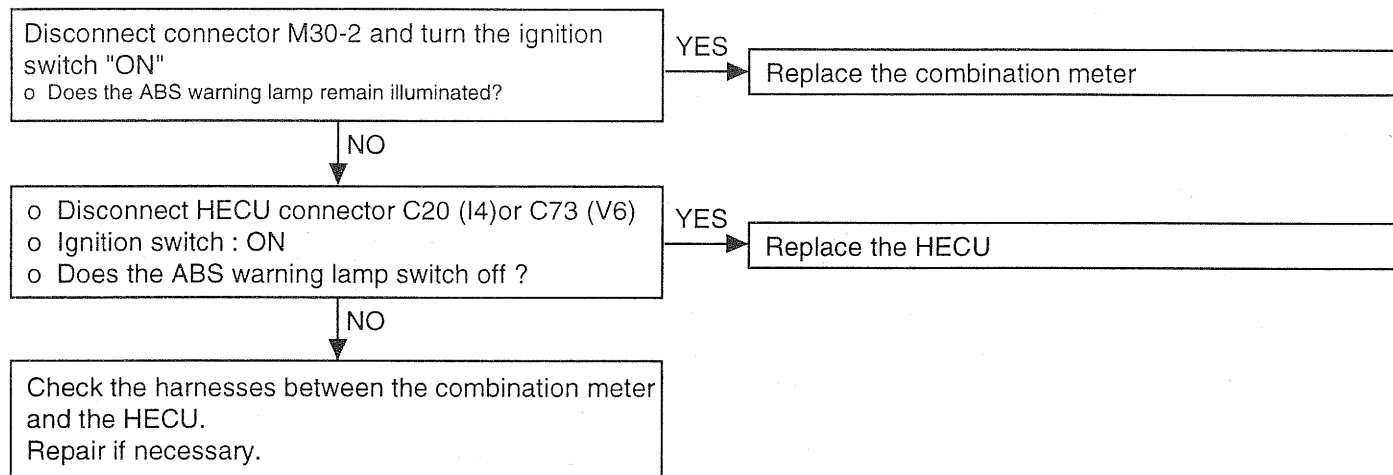 Disconnect connector M30-2 and turn the ignition
switch "ON"
o Does the ABS warning lamp remain illuminated?
YES
Replace the combination meter
NO
o Disconnect HECU connector C20 (I4)or C73 (V6)
o Ignition switch : ON
o Does the ABS warning lamp switch off ?
YES
Replace the HECU
NO
Check the harnesses between the combination meter
and the HECU.
Repair if necessary.